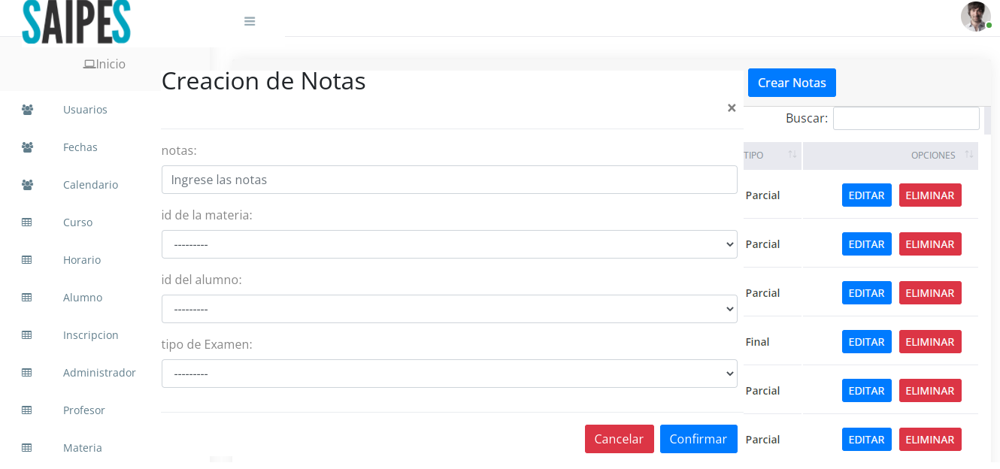 SAIPES
Inicio
Usuarios
Fechas
Calendario
Curso
Horario
Alumno
Inscripcion
Administrador
Profesor
Materia
Creacion de Notas
×
notas:
Ingrese las notas
id de la materia:
---------
id del alumno:
---------
tipo de Examen:
---------
Cancelar Confirmar
Crear Notas
Buscar:
TIPO OPCIONES
Parcial EDITAR ELIMINAR
Parcial EDITAR ELIMINAR
Parcial EDITAR ELIMINAR
Final EDITAR ELIMINAR
Parcial EDITAR ELIMINAR
Parcial EDITAR ELIMINAR